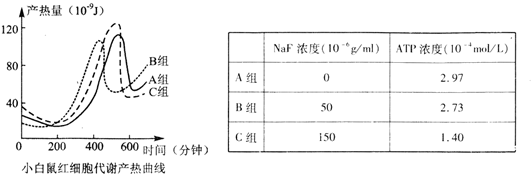 产热量(10⁻⁹J)
120
80
40
B组
A组
C组
0 200 400 600 时间(分钟)
小白鼠红细胞代谢产热曲线
NaF 浓度(10⁻⁶g/ml) ATP 浓度(10⁻⁴mol/L)
A 组 0 2.97
B 组 50 2.73
C 组 150 1.40